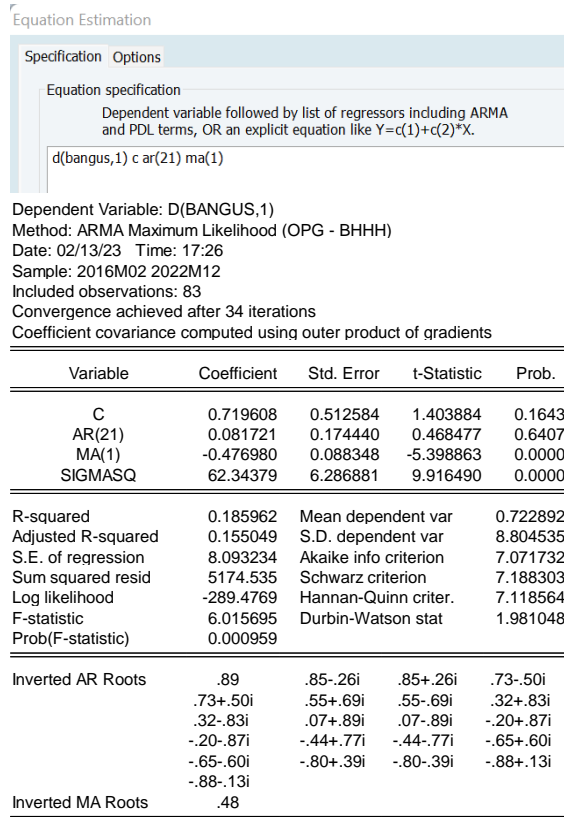 Equation Estimation
Specification Options
Equation specification
Dependent variable followed by list of regressors including ARMA
and PDL terms, OR an explicit equation like Y=c(1)+c(2)*X.
d(bangus,1) c ar(21) ma(1)
Dependent Variable: D(BANGUS,1)
Method: ARMA Maximum Likelihood (OPG - BHHH)
Date: 02/13/23 Time: 17:26
Sample: 2016M02 2022M12
Included observations: 83
Convergence achieved after 34 iterations
Coefficient covariance computed using outer product of gradients
Variable Coefficient Std. Error t-Statistic Prob.
C 0.719608 0.512584 1.403884 0.1643
AR(21) 0.081721 0.174440 0.468477 0.6407
MA(1) -0.476980 0.088348 -5.398863 0.0000
SIGMASQ 62.34379 6.286881 9.916490 0.0000
R-squared 0.185962 Mean dependent var 0.722892
Adjusted R-squared 0.155049 S.D. dependent var 8.804535
S.E. of regression 8.093234 Akaike info criterion 7.071732
Sum squared resid 5174.535 Schwarz criterion 7.188303
Log likelihood -289.4769 Hannan-Quinn criter. 7.118564
F-statistic 6.015695 Durbin-Watson stat 1.981048
Prob(F-statistic) 0.000959
Inverted AR Roots .89 .85-.26i .85+.26i .73-.50i
.73+.50i .55+.69i .55-.69i .32+.83i
.32-.83i .07+.89i .07-.89i -.20+.87i
-.20-.87i -.44+.77i -.44-.77i -.65+.60i
-.65-.60i -.80+.39i -.80-.39i -.88+.13i
-.88-.13i
Inverted MA Roots .48